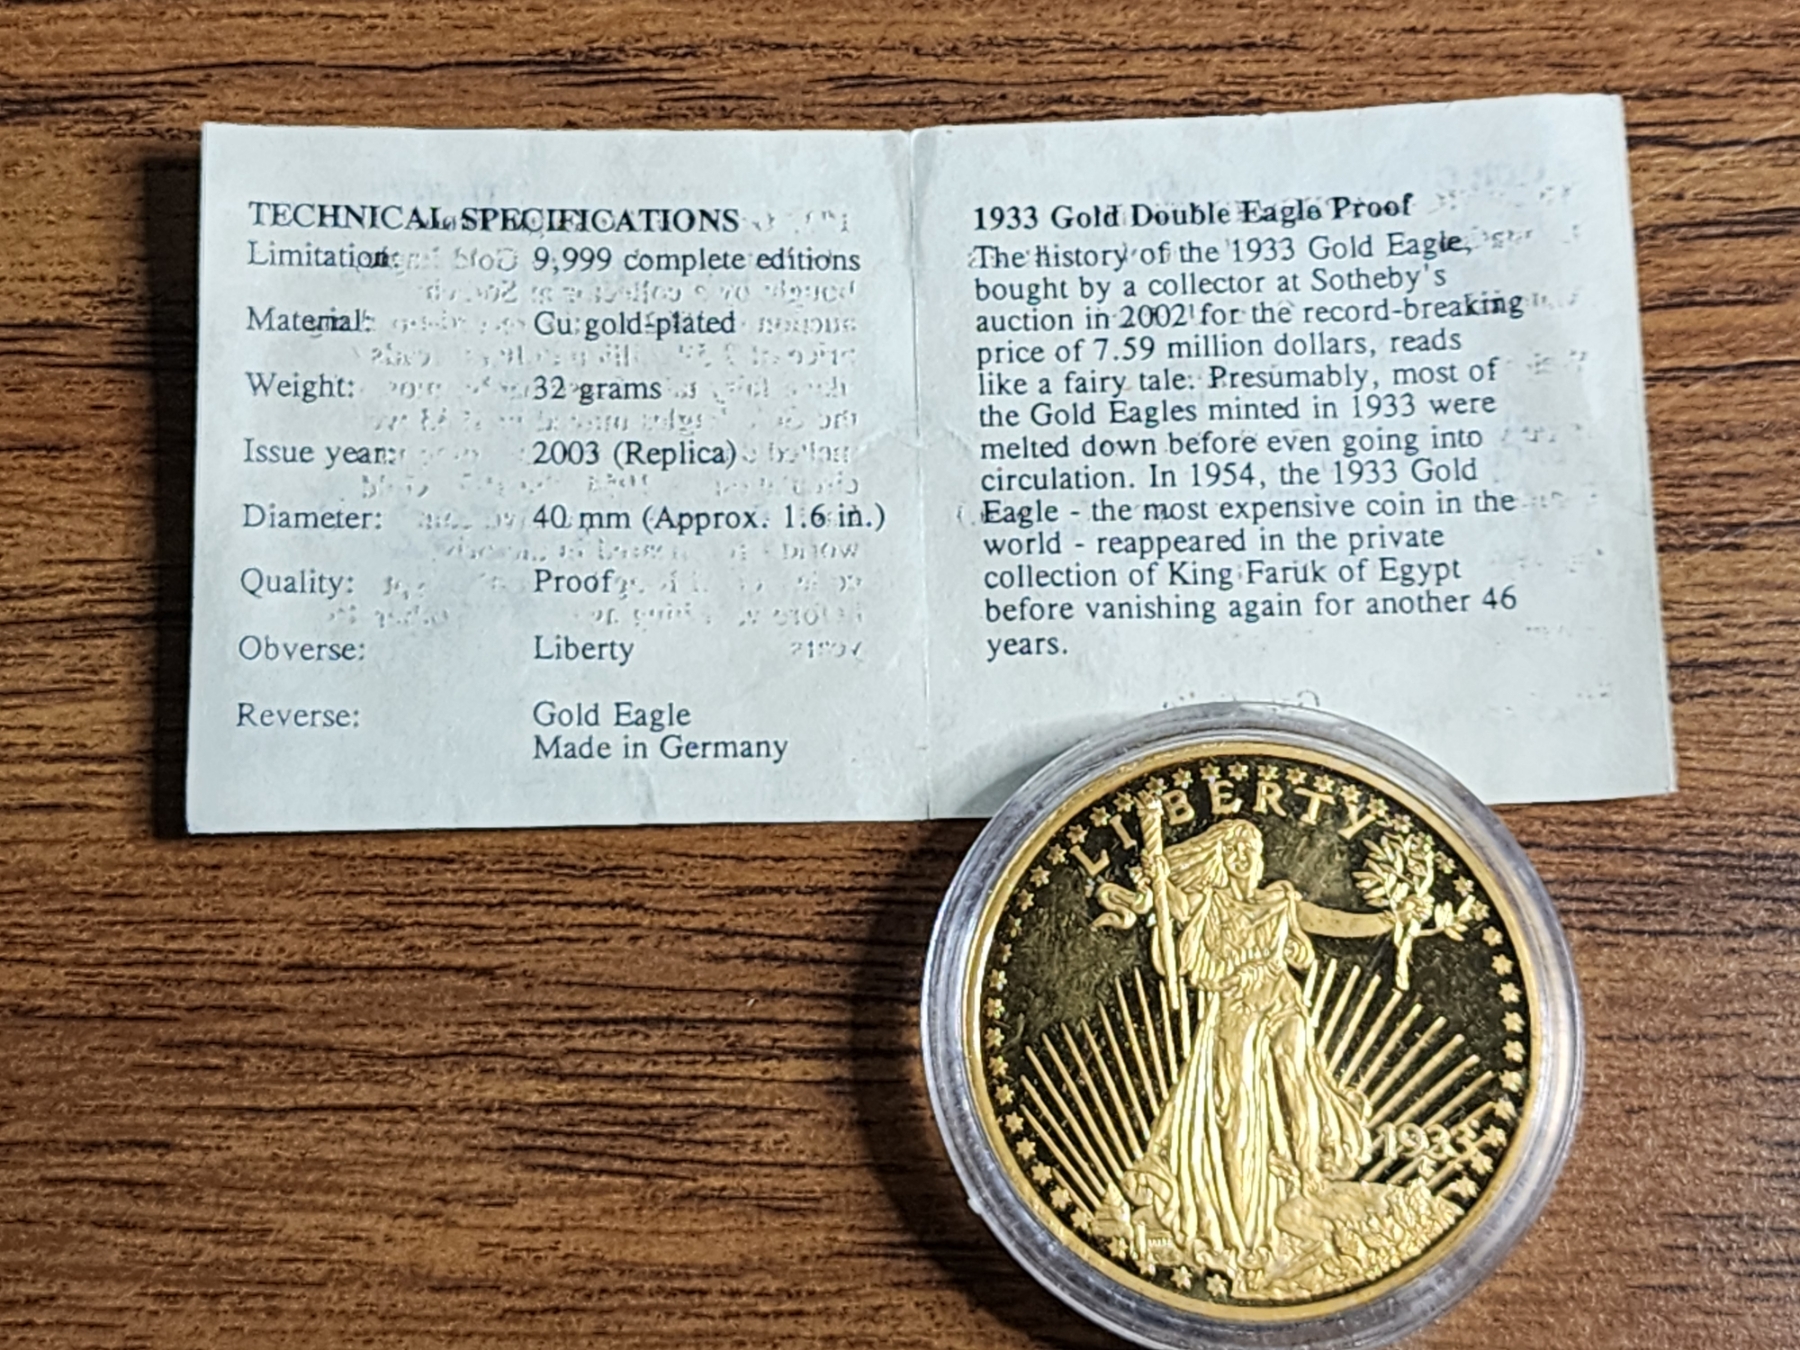 TECHNICAL SPECIFICATIONS
Limitation: 9,999 complete editions
Material: Cu gold-plated
Weight: 32 grams
Issue year: 2003 (Replica)
Diameter: 40 mm (Approx. 1.6 in.)
Quality: Proof
Obverse: Liberty
Reverse: Gold Eagle
Made in Germany
1933 Gold Double Eagle Proof
The history of the 1933 Gold Eagle,
bought by a collector at Sotheby's
auction in 2002 for the record-breaking
price of 7.59 million dollars, reads
like a fairy tale: Presumably, most of
the Gold Eagles minted in 1933 were
melted down before even going into
circulation. In 1954, the 1933 Gold
Eagle - the most expensive coin in the
world - reappeared in the private
collection of King Faruk of Egypt
before vanishing again for another 46
years.
LIBERTY
1933